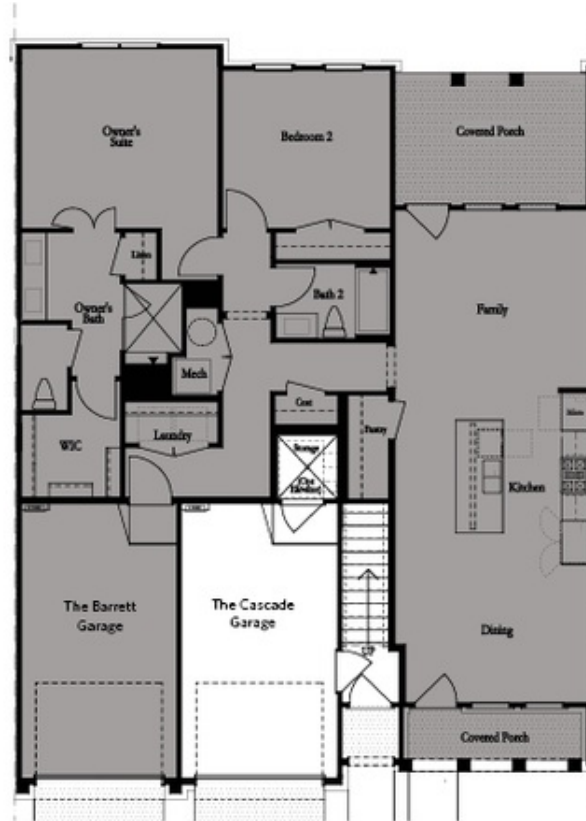 Owner's
Suite
Bedroom 2
Covered Porch
Linen
Owner's
Bath
Bath 2
Family
Mech
Coat
WIC
Laundry
Storage
Pantry
Kitchen
The Barrett
Garage
The Cascade
Garage
UP
Dining
Covered Porch